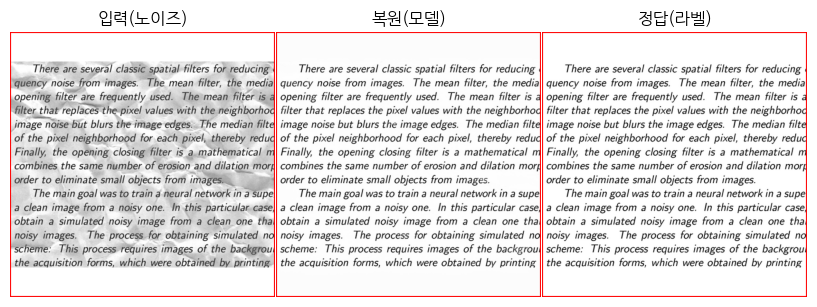 입력(노이즈)
There are several classic spatial filters for reducing
quency noise from images. The mean filter, the media
opening filter are frequently used. The mean filter is a
filter that replaces the pixel values with the neighborhoo
image noise but blurs the image edges. The median filte
of the pixel neighborhood for each pixel, thereby reduc
Finally, the opening closing filter is a mathematical m
combines the same number of erosion and dilation morp
order to eliminate small objects from images.
The main goal was to train a neural network in a supe
a clean image from a noisy one. In this particular case,
obtain a simulated noisy image from a clean one tha
noisy images. The process for obtaining simulated no
scheme: This process requires images of the backgrou
the acquisition forms, which were obtained by printing
복원(모델)
There are several classic spatial filters for reducing
quency noise from images. The mean filter, the media
opening filter are frequently used. The mean filter is a
filter that replaces the pixel values with the neighborhoo
image noise but blurs the image edges. The median filte
of the pixel neighborhood for each pixel, thereby reduc
Finally, the opening closing filter is a mathematical m
combines the same number of erosion and dilation morp
order to eliminate small objects from images.
The main goal was to train a neural network in a supe
a clean image from a noisy one. In this particular case,
obtain a simulated noisy image from a clean one tha
noisy images. The process for obtaining simulated no
scheme: This process requires images of the backgrou
the acquisition forms, which were obtained by printing
정답(라벨)
There are several classic spatial filters for reducing
quency noise from images. The mean filter, the media
opening filter are frequently used. The mean filter is a
filter that replaces the pixel values with the neighborhoo
image noise but blurs the image edges. The median filte
of the pixel neighborhood for each pixel, thereby reduc
Finally, the opening closing filter is a mathematical m
combines the same number of erosion and dilation morp
order to eliminate small objects from images.
The main goal was to train a neural network in a supe
a clean image from a noisy one. In this particular case,
obtain a simulated noisy image from a clean one tha
noisy images. The process for obtaining simulated no
scheme: This process requires images of the backgrou
the acquisition forms, which were obtained by printing